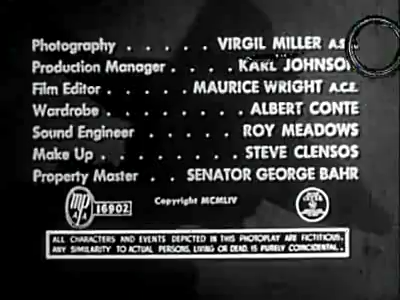 Photography . . . . . VIRGIL MILLER A.S.C.
Production Manager . . . . KARL JOHNSON
Film Editor . . . . . MAURICE WRIGHT A.C.E.
Wardrobe . . . . . . . . ALBERT CONTE
Sound Engineer . . . . . ROY MEADOWS
Make Up . . . . . . . . STEVE CLENSOS
Property Master . . SENATOR GEORGE BAHR
MP
AA
16902
Copyright MCMLIV
ALL CHARACTERS AND EVENTS DEPICTED IN THIS PHOTOPLAY ARE FICTITIOUS.
ANY SIMILARITY TO ACTUAL PERSONS, LIVING OR DEAD, IS PURELY COINCIDENTAL.